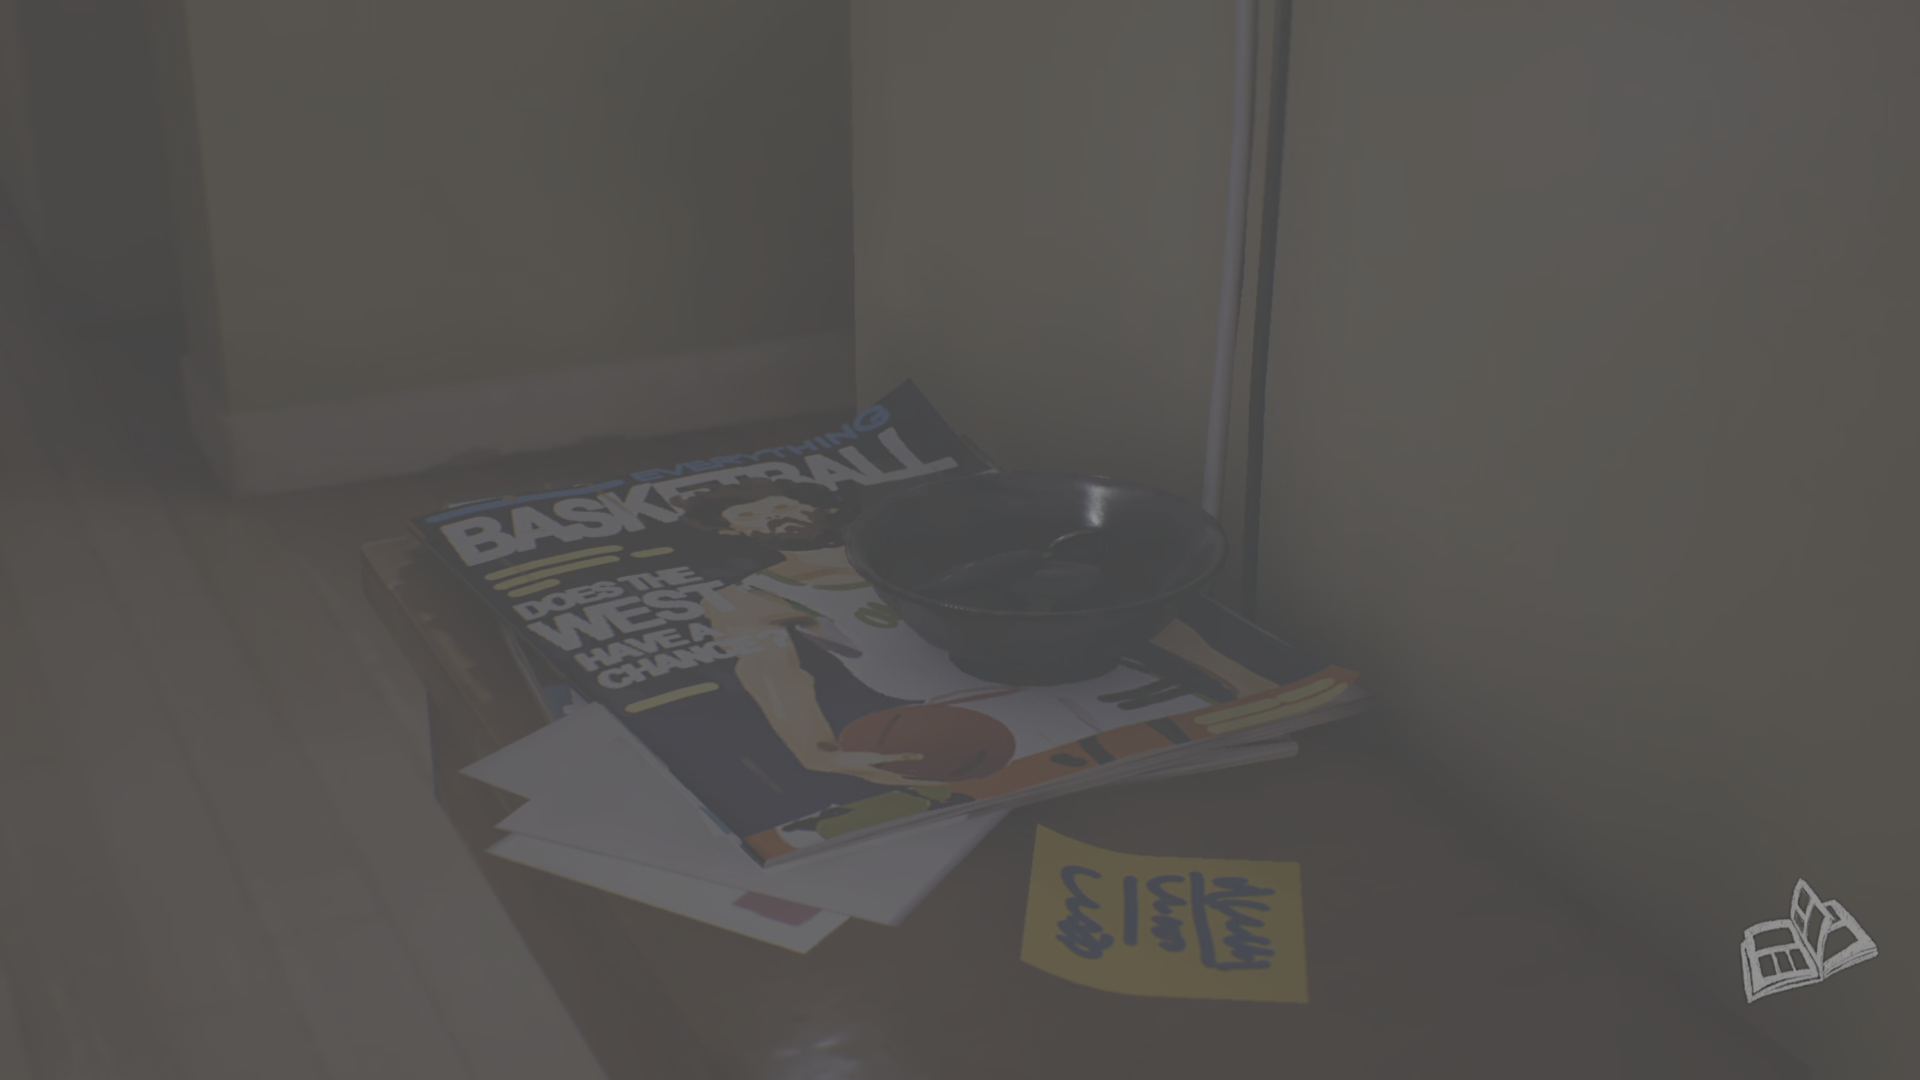 EVERYTHING
BASKETBALL
DOES THE
WEST
HAVE A
CHANCE?